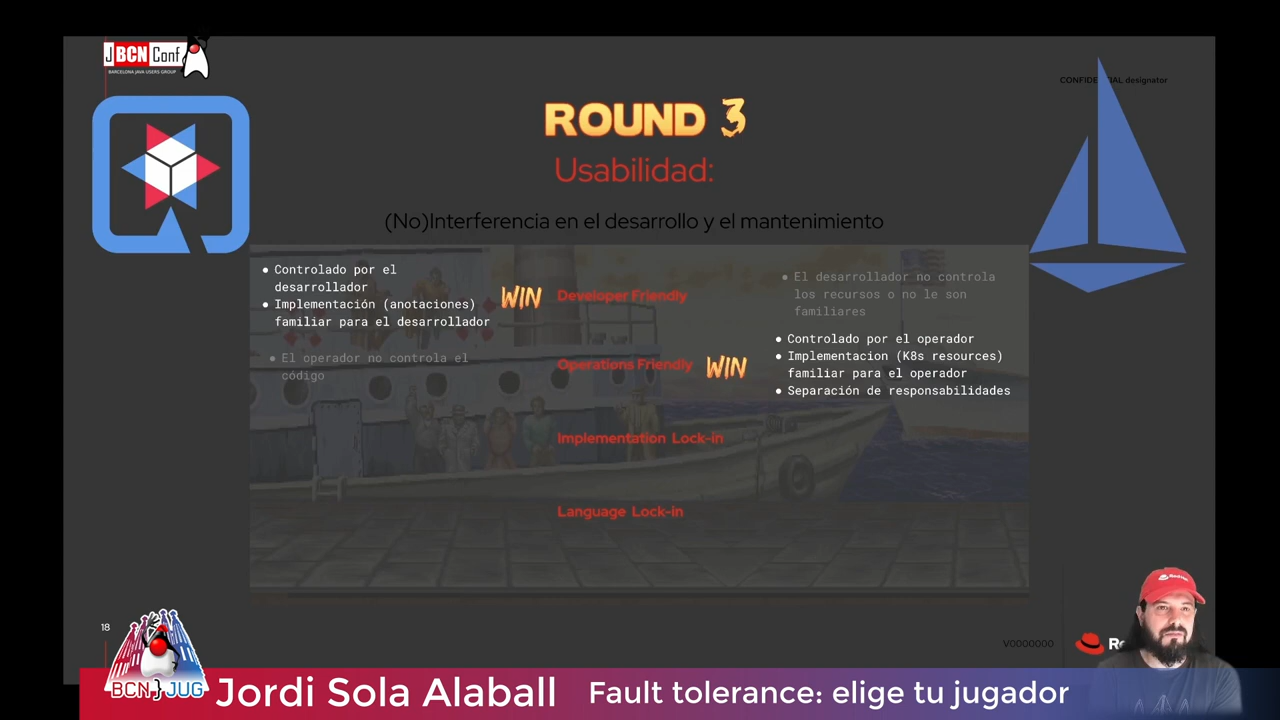 JBCNConf
BARCELONA JAVA USERS GROUP
CONFIDENTIAL designator
ROUND 3
Usabilidad:
(No)Interferencia en el desarrollo y el mantenimiento
● Controlado por el
desarrollador
● Implementación (anotaciones)
familiar para el desarrollador
● El operador no controla el
código
WIN
Developer Friendly
Operations Friendly
WIN
Implementation Lock-in
Language Lock-in
● El desarrollador no controla
los recursos o no le son
familiares
● Controlado por el operador
● Implementacion (K8s resources)
familiar para el operador
● Separación de responsabilidades
18
V0000000
BCN JUG
Jordi Sola Alaball
Fault tolerance: elige tu jugador